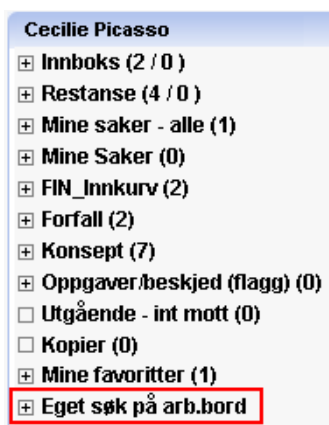 Cecilie Picasso
Innboks (2 / 0 )
Restanse (4 / 0 )
Mine saker - alle (1)
Mine Saker (0)
FIN_Innkurv (2)
Forfall (2)
Konsept (7)
Oppgaver/beskjed (flagg) (0)
Utgående - int mott (0)
Kopier (0)
Mine favoritter (1)
Eget søk på arb.bord